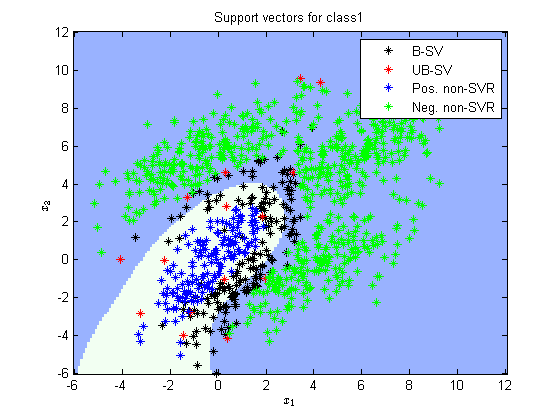 Support vectors for class1
B-SV
UB-SV
Pos. non-SVR
Neg. non-SVR
12
10
8
6
4
2
0
-2
-4
-6
x2
-6 -4 -2 0 2 4 6 8 10 12
x1